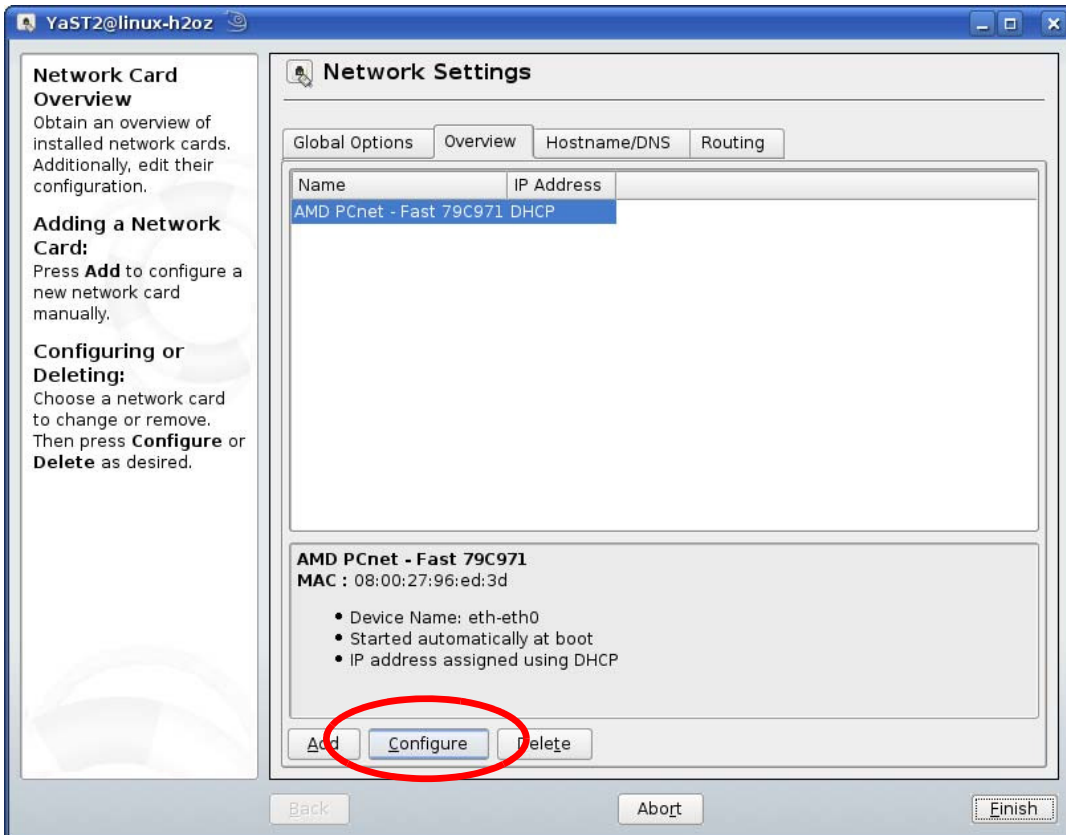 YaST2@linux-h2oz
Network Card
Overview
Obtain an overview of
installed network cards.
Additionally, edit their
configuration.
Adding a Network
Card:
Press Add to configure a
new network card
manually.
Configuring or
Deleting:
Choose a network card
to change or remove.
Then press Configure or
Delete as desired.
Network Settings
Global Options Overview Hostname/DNS Routing
Name IP Address
AMD PCnet - Fast 79C971 DHCP
AMD PCnet - Fast 79C971
MAC : 08:00:27:96:ed:3d
• Device Name: eth-eth0
• Started automatically at boot
• IP address assigned using DHCP
Add Configure Delete
Back Abort Finish